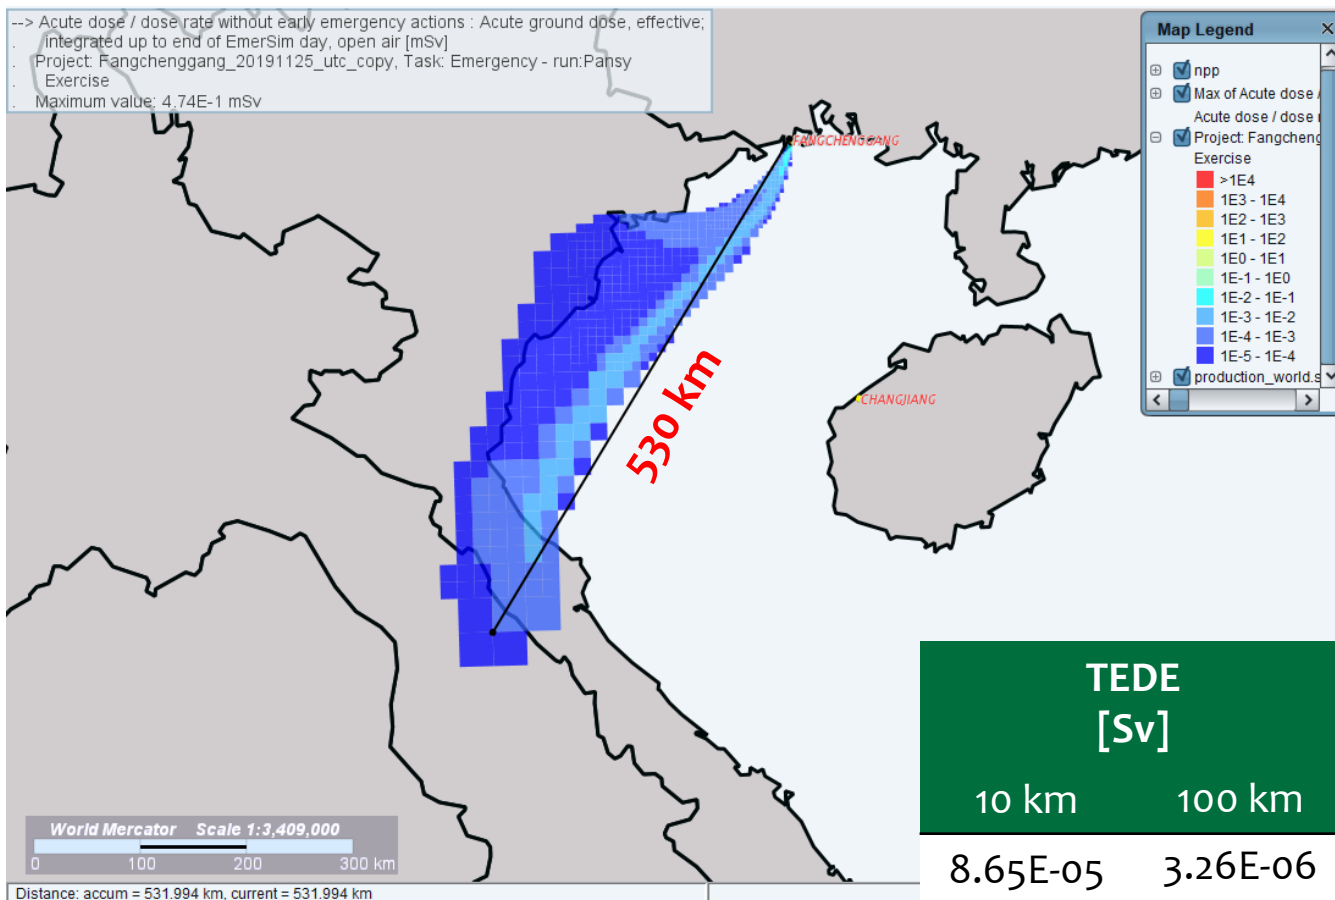 --> Acute dose / dose rate without early emergency actions : Acute ground dose, effective;
. integrated up to end of EmerSim day, open air [mSv]
. Project: Fangchenggang_20191125_utc_copy, Task: Emergency - run:Pansy
. Exercise
. Maximum value: 4.74E-1 mSv
Map Legend
npp
Max of Acute dose /
Acute dose / dose r
Project: Fangcheng
Exercise
>1E4
1E3 - 1E4
1E2 - 1E3
1E1 - 1E2
1E0 - 1E1
1E-1 - 1E0
1E-2 - 1E-1
1E-3 - 1E-2
1E-4 - 1E-3
1E-5 - 1E-4
production_world.s
FANGCHENGGANG
530 km
CHANGJIANG
TEDE
[Sv]
10 km 100 km
8.65E-05 3.26E-06
World Mercator Scale 1:3,409,000
0 100 200 300 km
Distance: accum = 531.994 km, current = 531.994 km